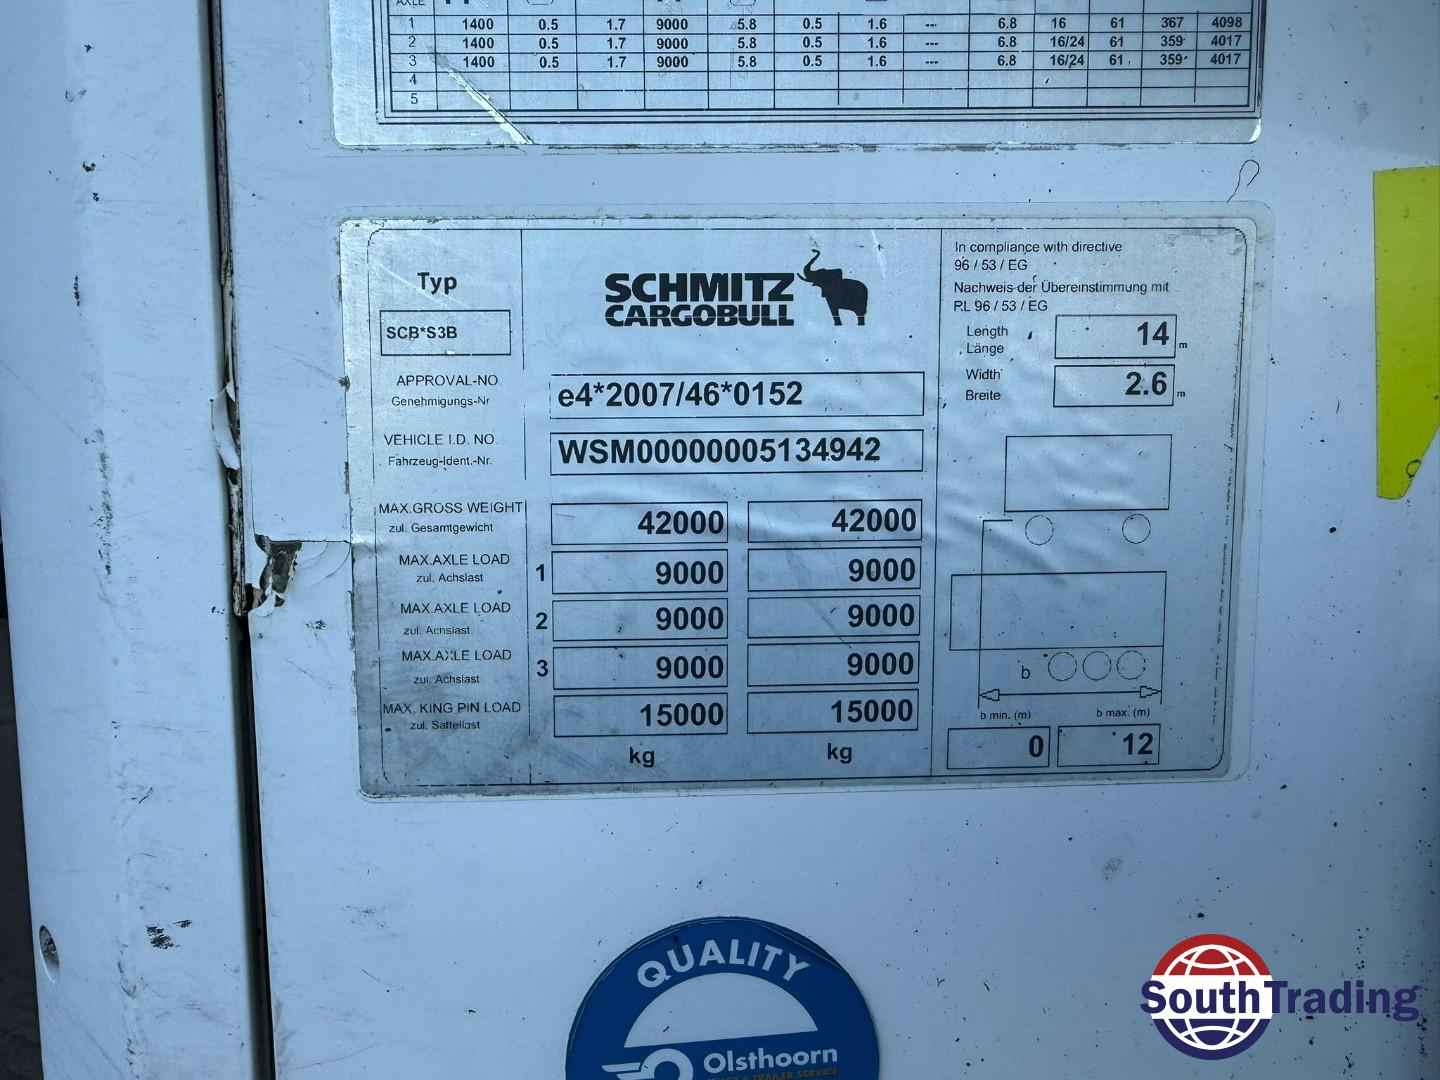 AXLE
1 1400 0.5 1.7 9000 5.8 0.5 1.6 --- 6.8 16 61 367 4098
2 1400 0.5 1.7 9000 5.8 0.5 1.6 --- 6.8 16/24 61 359 4017
3 1400 0.5 1.7 9000 5.8 0.5 1.6 --- 6.8 16/24 61 359 4017
4
5
Typ
SCB*S3B
SCHMITZ
CARGOBULL
In compliance with directive
96 / 53 / EG
Nachweis der Übereinstimmung mit
RL 96 / 53 / EG
Length
Länge
14 m
Width
Breite
2.6 m
APPROVAL-NO
Genehmigungs-Nr
e4*2007/46*0152
VEHICLE I.D. NO.
Fahrzeug-Ident.-Nr.
WSM00000005134942
MAX.GROSS WEIGHT
zul. Gesamtgewicht
42000 42000
MAX.AXLE LOAD
zul. Achslast
1 9000 9000
MAX.AXLE LOAD
zul. Achslast
2 9000 9000
MAX.AXLE LOAD
zul. Achslast
3 9000 9000
MAX. KING PIN LOAD
zul. Sattellast
15000 15000
kg kg
b
b min. (m) b max. (m)
0 12
QUALITY
Olsthoorn
TRUCK & TRAILER SERVICE
SouthTrading